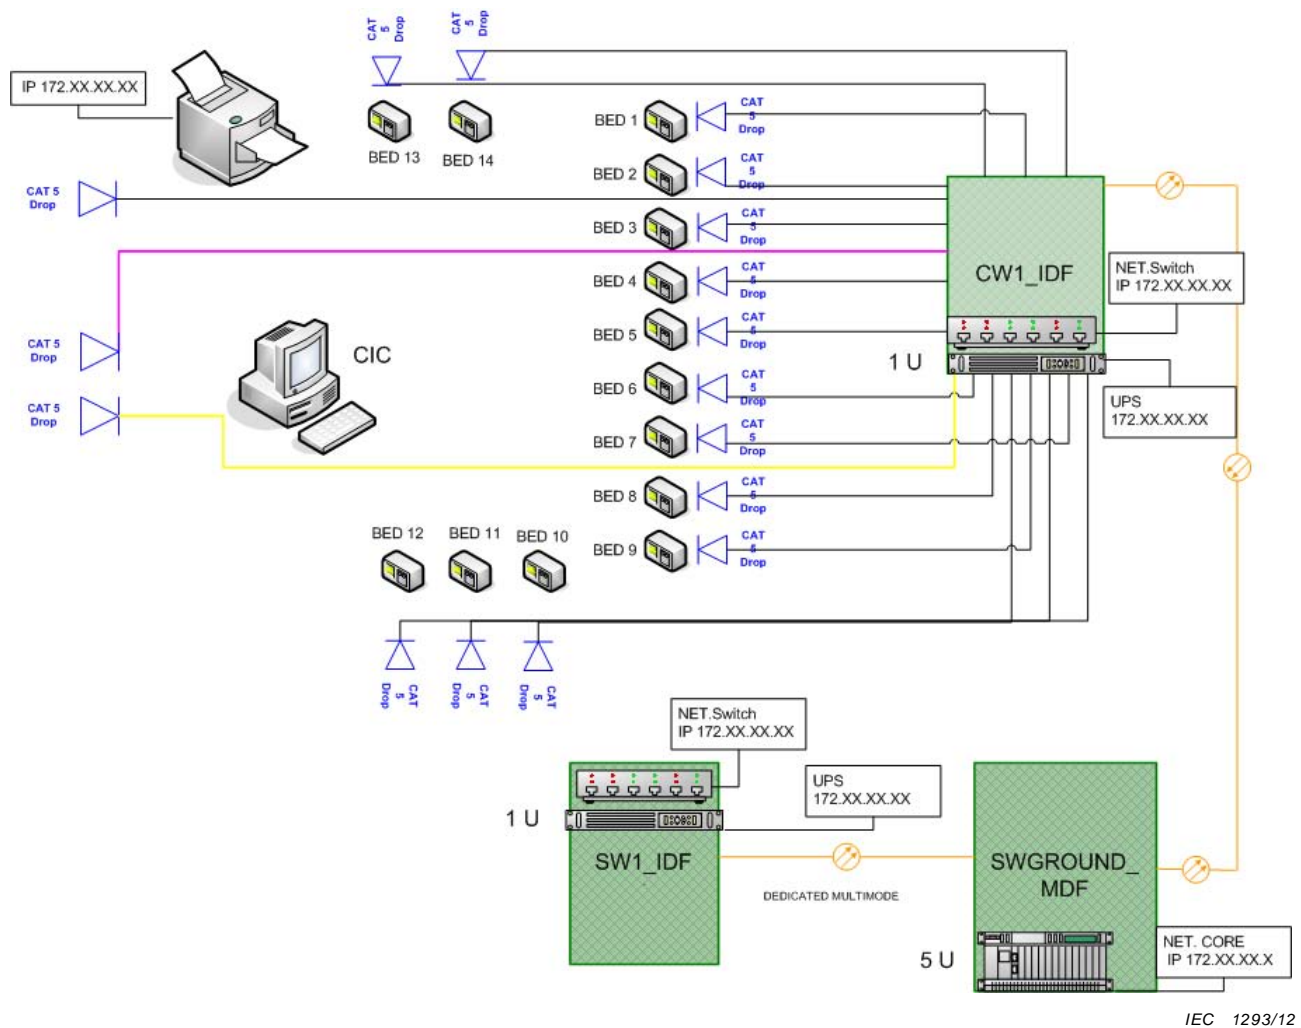 CAT
5
Drop
CAT
5
Drop
IP 172.XX.XX.XX
BED 13
BED 14
BED 1
CAT
5
Drop
BED 2
CAT
5
Drop
CAT 5
Drop
BED 3
CAT
5
Drop
BED 4
CAT
5
Drop
CW1_IDF
NET.Switch
IP 172.XX.XX.XX
CAT 5
Drop
CIC
BED 5
CAT
5
Drop
1 U
BED 6
CAT
5
Drop
UPS
172.XX.XX.XX
CAT 5
Drop
BED 7
CAT
5
Drop
BED 8
CAT
5
Drop
BED 12
BED 11
BED 10
BED 9
CAT
5
Drop
CAT
5
Drop
CAT
5
Drop
CAT
5
Drop
NET.Switch
IP 172.XX.XX.XX
UPS
172.XX.XX.XX
1 U
SW1_IDF
DEDICATED MULTIMODE
SWGROUND_
MDF
5 U
NET. CORE
IP 172.XX.XX.X
IEC 1293/12